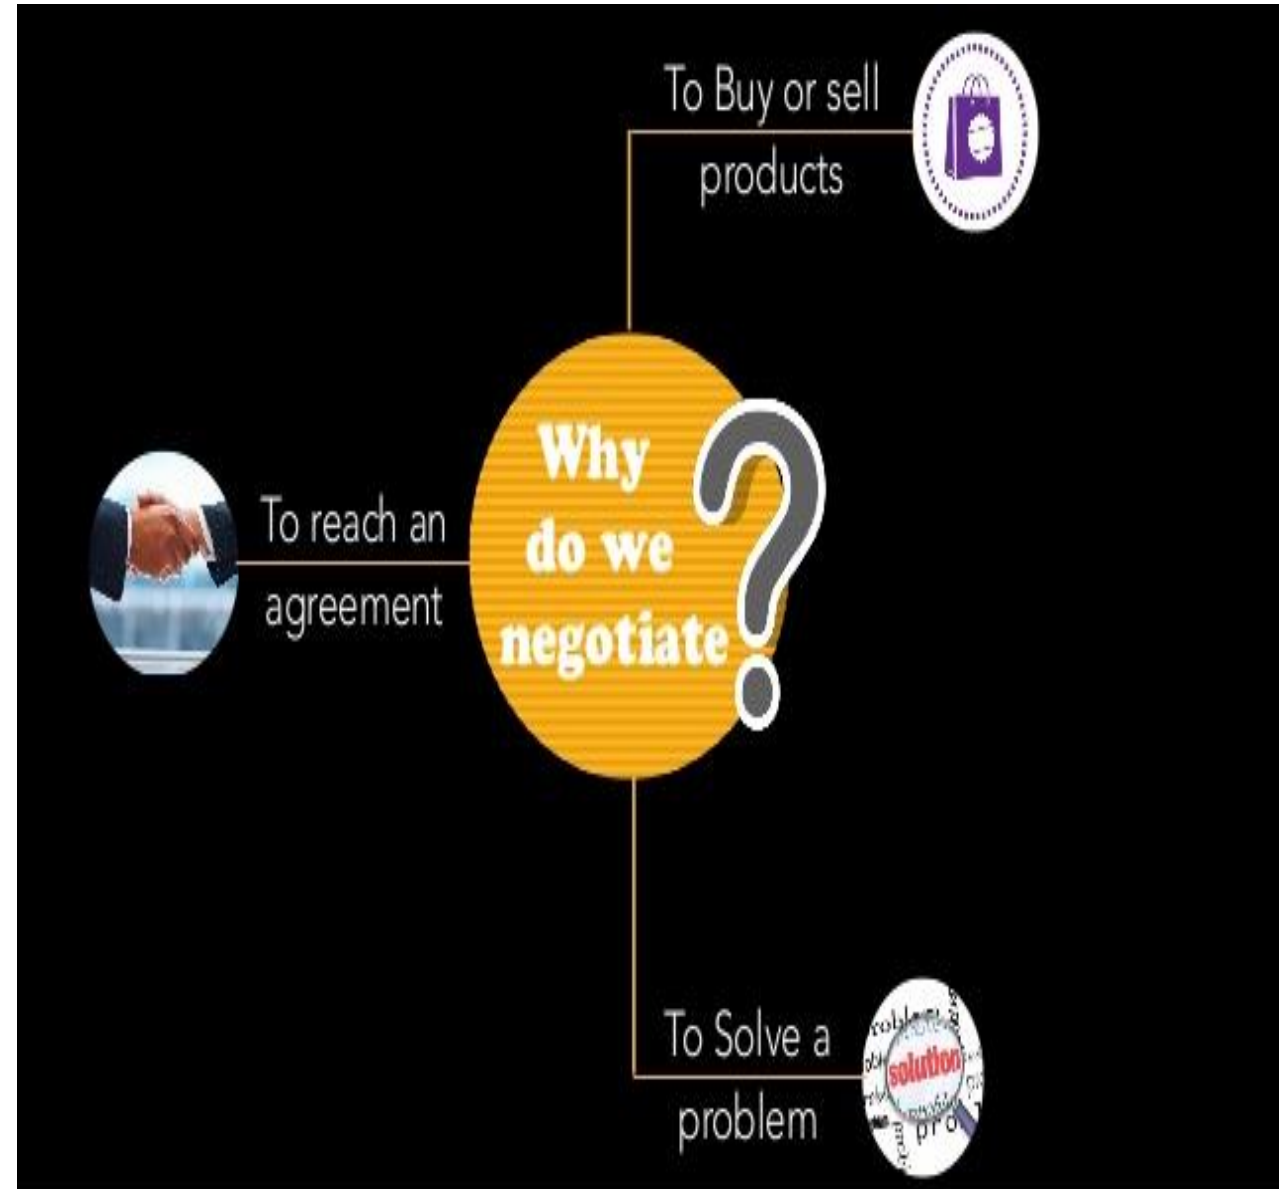 To Buy or sell
products
Why
do we
negotiate
?
To reach an
agreement
To Solve a
problem
solution